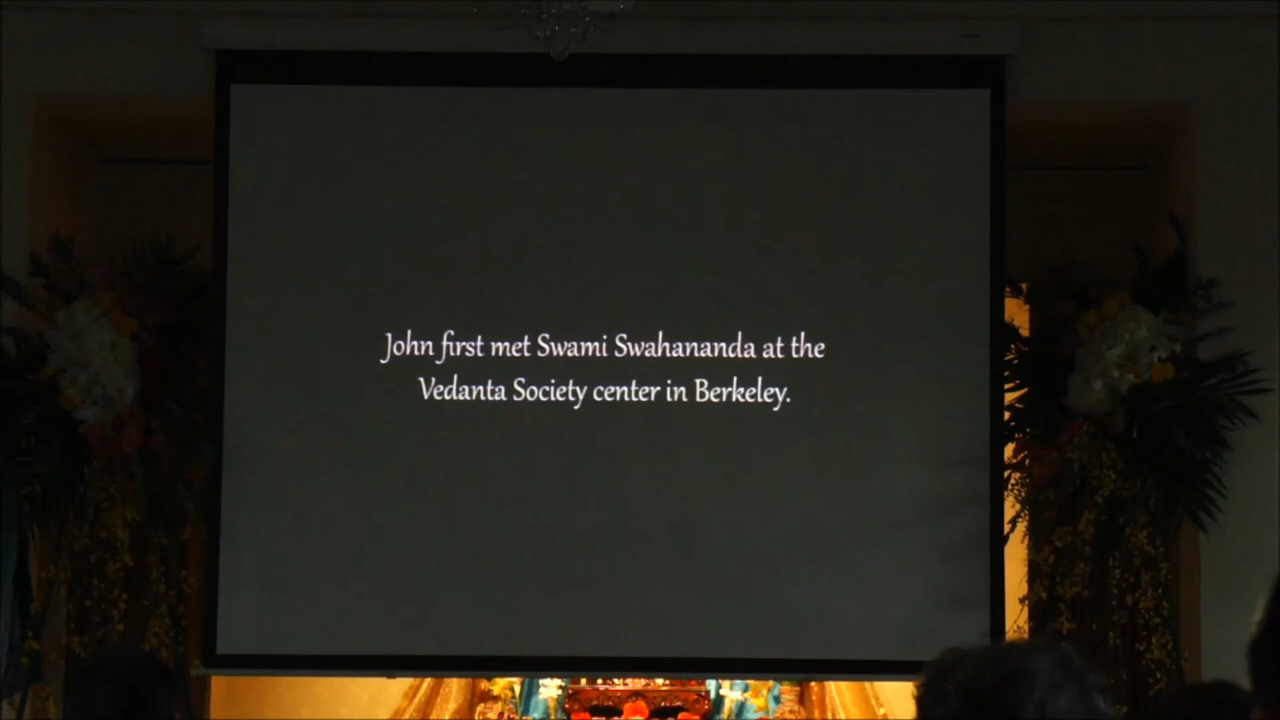 John first met Swami Swahananda at the
Vedanta Society center in Berkeley.